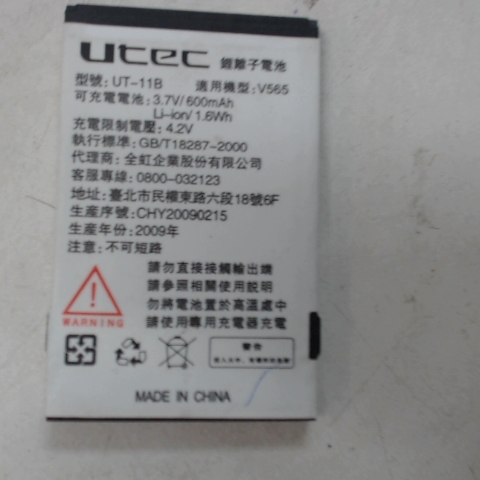 utec 鋰離子電池
型號: UT-11B 適用機型: V565
可充電電池: 3.7V/600mAh
Li-ion/1.6Wh
充電限制電壓: 4.2V
執行標準: GB/T18287-2000
代理商: 全虹企業股份有限公司
客服專線: 0800-032123
地址: 臺北市民權東路六段18號6F
生產序號: CHY20090215
生產年份: 2009年
注意: 不可短路
請勿直接接觸輸出端
請參照相關使用說明
勿將電池置於高溫處中
請使用專用充電器充電
WARNING
警告
MADE IN CHINA